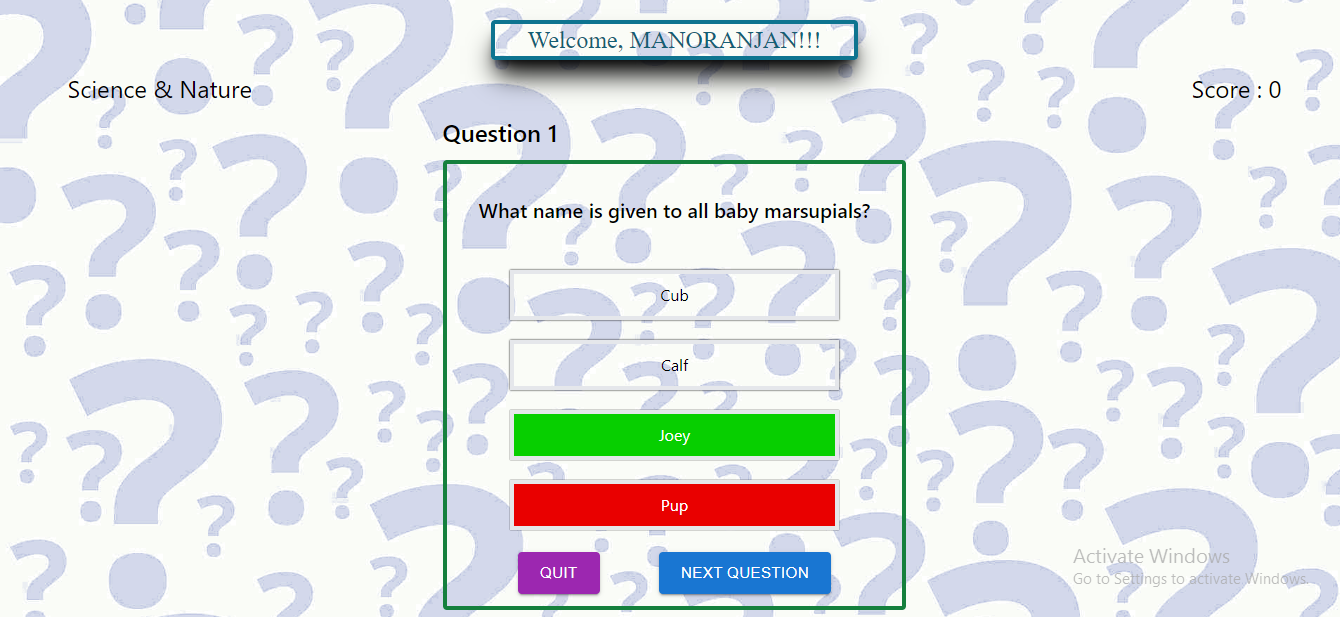 Welcome, MANORANJAN!!!
Science & Nature
Score : 0
Question 1
What name is given to all baby marsupials?
Cub
Calf
Joey
Pup
QUIT
NEXT QUESTION
Activate Windows
Go to Settings to activate Windows.